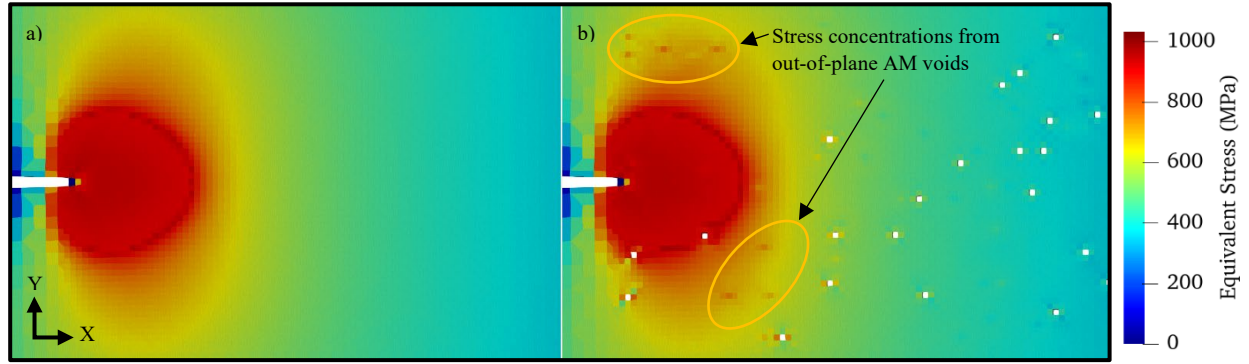 a)
b)
Stress concentrations from
out-of-plane AM voids
Y
X
1000
800
600
400
200
0
Equivalent Stress (MPa)